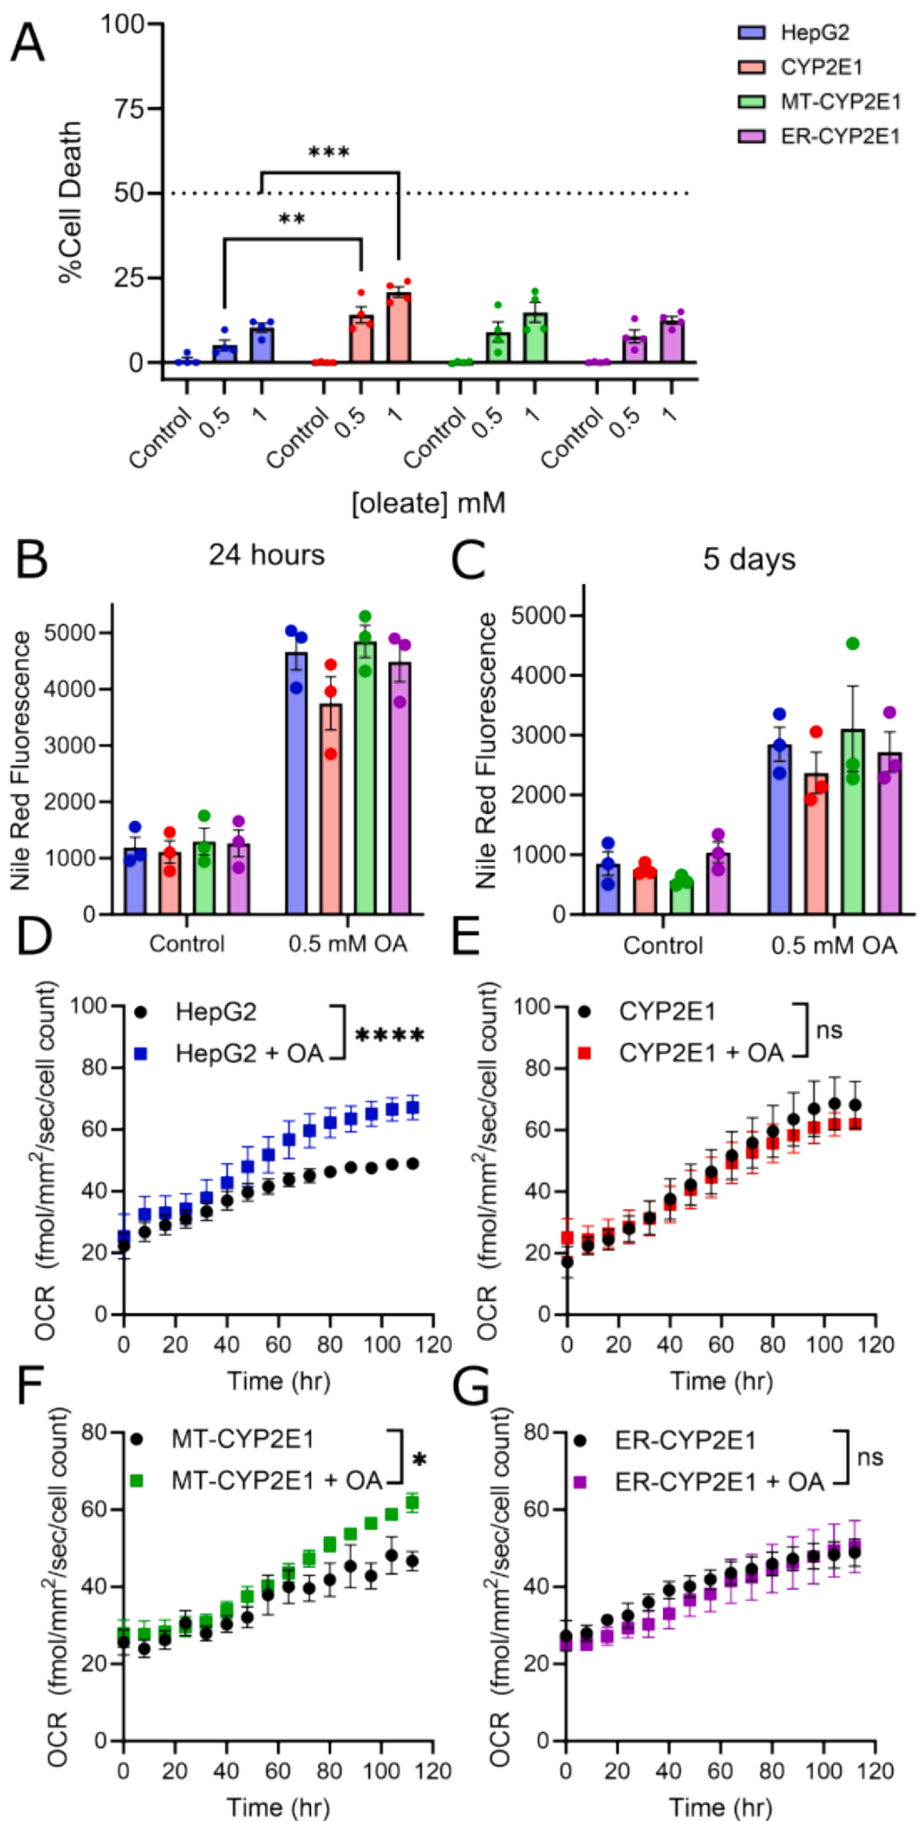 A
100
75
50
25
0
%Cell Death
***
**
HepG2
CYP2E1
MT-CYP2E1
ER-CYP2E1
Control 0.5 1 Control 0.5 1 Control 0.5 1 Control 0.5 1
[oleate] mM
B
24 hours
Nile Red Fluorescence
5000
4000
3000
2000
1000
0
Control 0.5 mM OA
C
5 days
Nile Red Fluorescence
5000
4000
3000
2000
1000
0
Control 0.5 mM OA
D
OCR (fmol/mm²/sec/cell count)
100
80
60
40
20
0
HepG2
HepG2 + OA
****
0 20 40 60 80 100 120
Time (hr)
E
OCR (fmol/mm²/sec/cell count)
100
80
60
40
20
0
CYP2E1
CYP2E1 + OA
ns
0 20 40 60 80 100 120
Time (hr)
F
OCR (fmol/mm²/sec/cell count)
80
60
40
20
0
MT-CYP2E1
MT-CYP2E1 + OA
*
0 20 40 60 80 100 120
Time (hr)
G
OCR (fmol/mm²/sec/cell count)
80
60
40
20
0
ER-CYP2E1
ER-CYP2E1 + OA
ns
0 20 40 60 80 100 120
Time (hr)